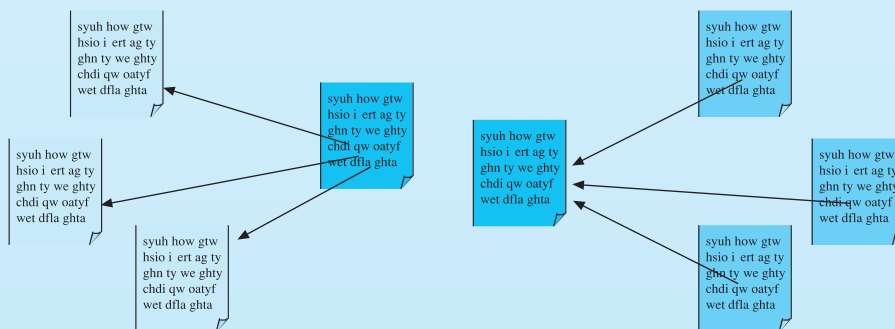 syuh how gtw
hsio i ert ag ty
ghn ty we ghty
chdi qw oatyf
wet dfla ghta
syuh how gtw
hsio i ert ag ty
ghn ty we ghty
chdi qw oatyf
wet dfla ghta
syuh how gtw
hsio i ert ag ty
ghn ty we ghty
chdi qw oatyf
wet dfla ghta
syuh how gtw
hsio i ert ag ty
ghn ty we ghty
chdi qw oatyf
wet dfla ghta
syuh how gtw
hsio i ert ag ty
ghn ty we ghty
chdi qw oatyf
wet dfla ghta
syuh how gtw
hsio i ert ag ty
ghn ty we ghty
chdi qw oatyf
wet dfla ghta
syuh how gtw
hsio i ert ag ty
ghn ty we ghty
chdi qw oatyf
wet dfla ghta
syuh how gtw
hsio i ert ag ty
ghn ty we ghty
chdi qw oatyf
wet dfla ghta